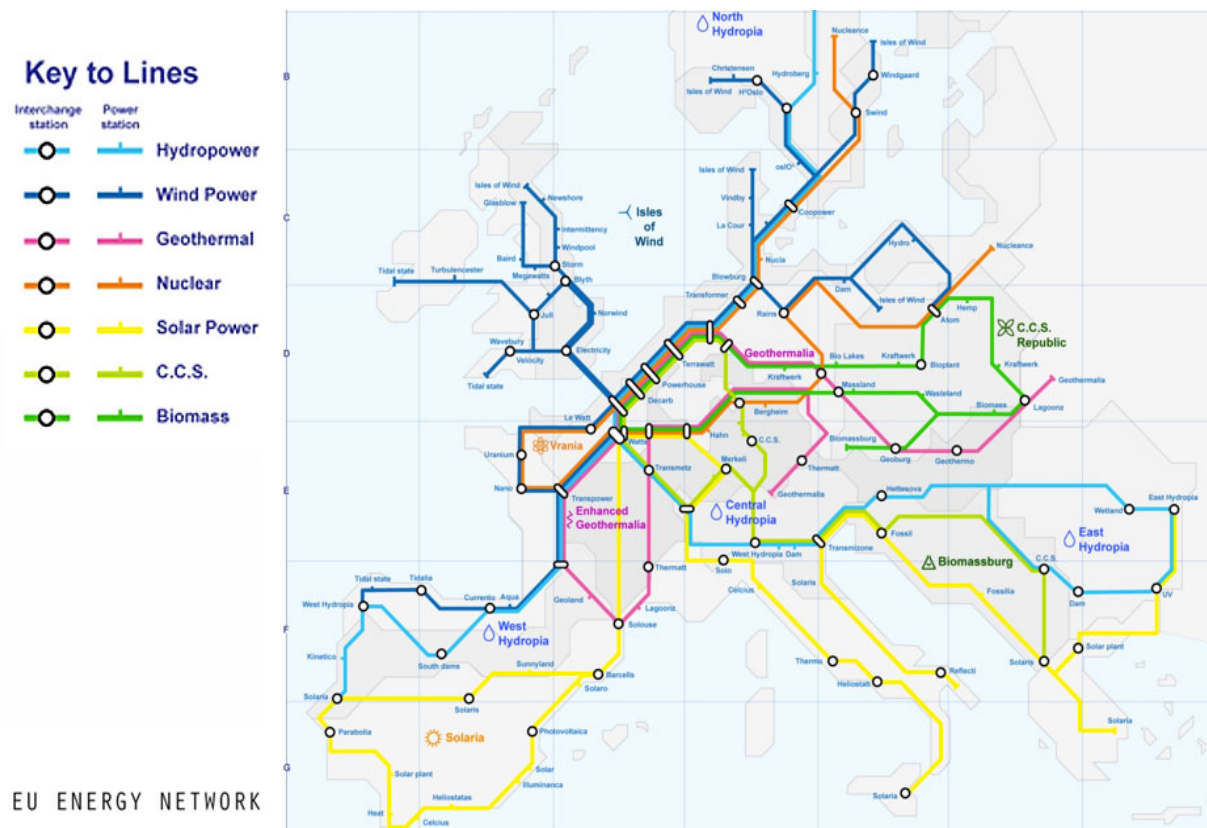 Key to Lines
Interchange station
Power station
Hydropower
Wind Power
Geothermal
Nuclear
Solar Power
C.C.S.
Biomass
EU ENERGY NETWORK
North
Hydropia
Nucleance
Isles of Wind
B
Christensen
Hydroberg
Windgaard
Isles of Wind
H²Oslo
Swind
Isles of Wind
oslO²
Isles of Wind
Newshore
Vindby
Glasblow
Isles
of
Wind
C
Coopower
La Cour
Intermittency
Hydro
Windpool
Nucleance
Baird
Storm
Nucla
Tidal state
Turbulencester
Megawatts
Blyth
Blowburg
Dam
Transformer
Isles of Wind
Hemp
Jull
Norwind
Rains
Atom
C.C.S.
Republic
Wavebury
Electricity
D
Velocity
Geothermalia
Bio Lakes
Kraftwerk
Terrawatt
Bioplant
Kraftwerk
Tidal state
Kraftwerk
Geothermalia
Powerhouse
Massland
Wasteland
Decarb
Biomass
Lagoonz
Bergheim
Le Watt
Vrania
Watts
Hahn
C.C.S.
Biomassburg
Uranium
Geoburg
Geothermo
Transmetz
Merkell
Thermatt
Nano
E
Transpower
Geothermalia
Hettesova
Enhanced
Geothermalia
Central
Hydropia
Wetland
East Hydropia
Fossil
East
Hydropia
Transmizone
West Hydropia
Dam
C.C.S.
Solo
Biomassburg
Thermatt
Tidal state
Tidalia
Celcius
Solaris
Fossilia
Dam
UV
West Hydropia
Currento
Aqua
Geoland
Lagooriz
F
West
Hydropia
Solouse
Solar plant
Kinetico
South dams
Sunnyland
Barcells
Thermo
Reflecti
Solaris
Solaro
Heliostati
Solaria
Solaris
Solaria
Parabolia
Solaria
Photovoltaica
G
Solar plant
Solar
Illuminanca
Heliostatas
Solaria
Heat
Celcius